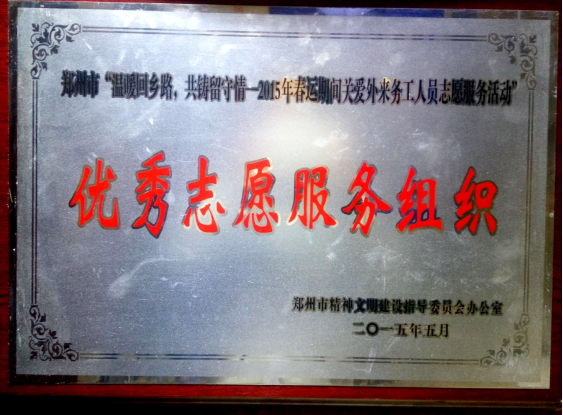 郑州市“温暖回乡路，共铸留守情—2015年春运期间关爱外来务工人员志愿服务活动”
优秀志愿服务组织
郑州市精神文明建设指导委员会办公室
二〇一五年五月